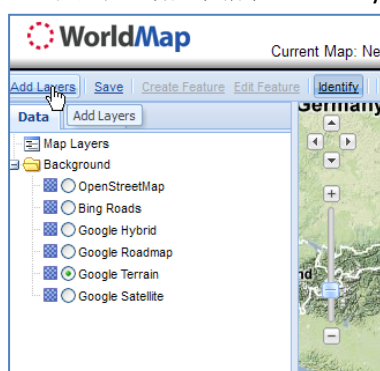 WorldMap
Current Map: Ne
Add Layers Save Create Feature Edit Feature Identify
Data Add Layers
Germany
Map Layers
Background
OpenStreetMap
Bing Roads
Google Hybrid
Google Roadmap
Google Terrain
nd
Google Satellite